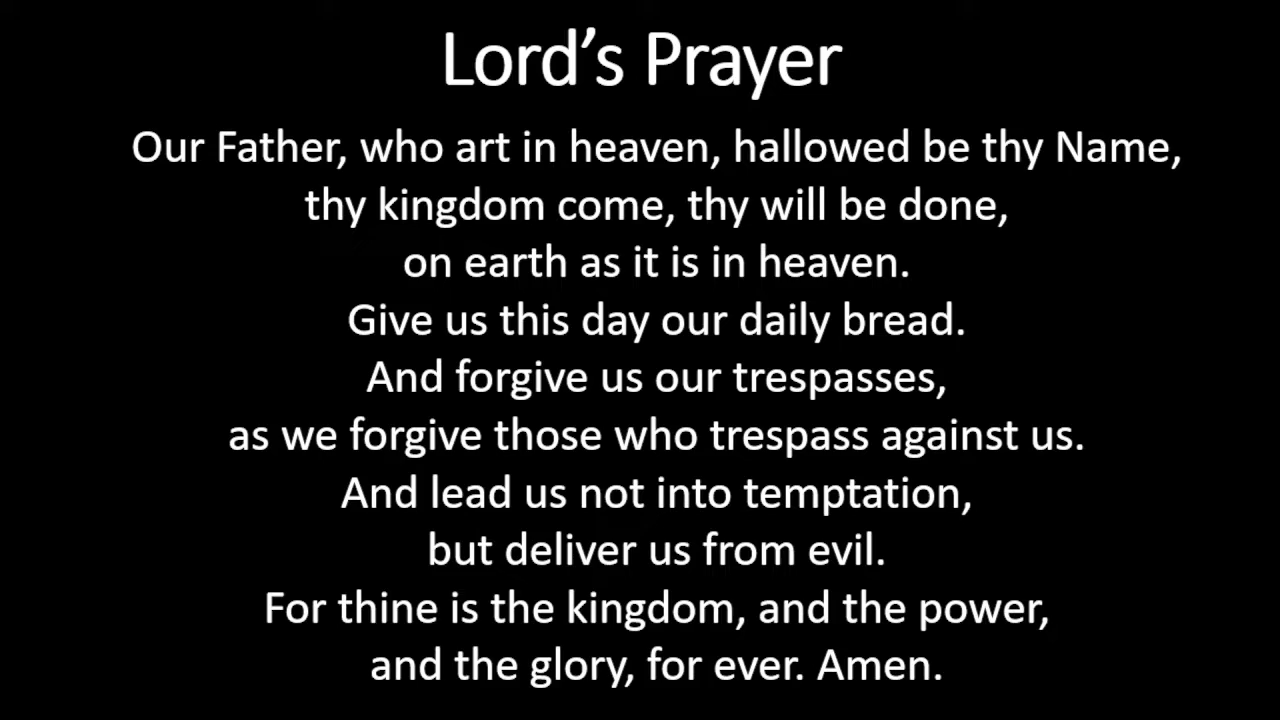 Lord’s Prayer
Our Father, who art in heaven, hallowed be thy Name,
thy kingdom come, thy will be done,
on earth as it is in heaven.
Give us this day our daily bread.
And forgive us our trespasses,
as we forgive those who trespass against us.
And lead us not into temptation,
but deliver us from evil.
For thine is the kingdom, and the power,
and the glory, for ever. Amen.